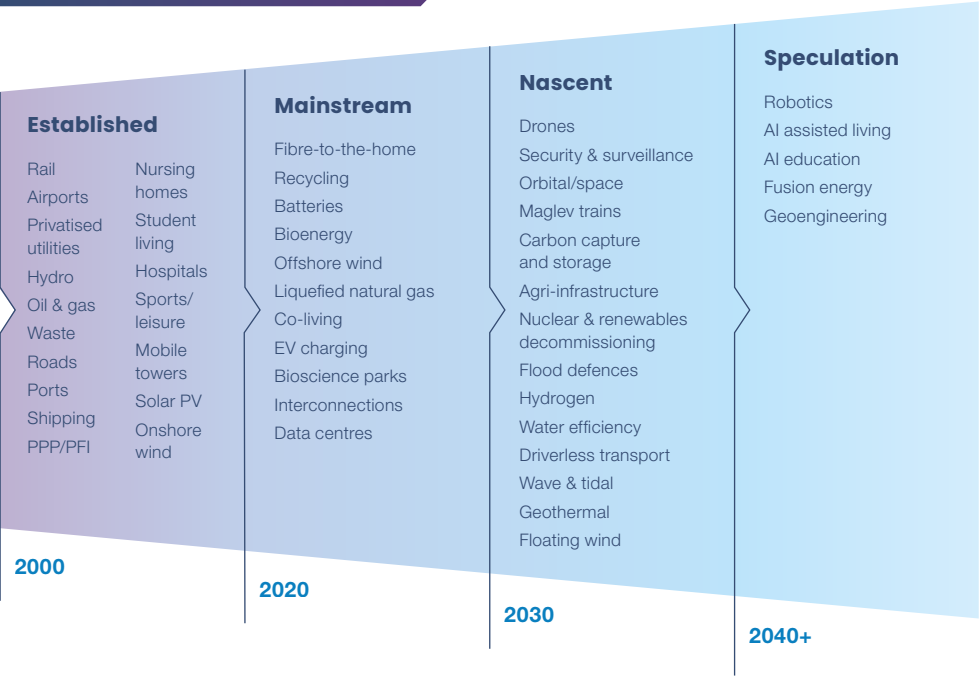 Established
Rail
Airports
Privatised
utilities
Hydro
Oil & gas
Waste
Roads
Ports
Shipping
PPP/PFI
Nursing
homes
Student
living
Hospitals
Sports/
leisure
Mobile
towers
Solar PV
Onshore
wind
2000
Mainstream
Fibre-to-the-home
Recycling
Batteries
Bioenergy
Offshore wind
Liquefied natural gas
Co-living
EV charging
Bioscience parks
Interconnections
Data centres
2020
Nascent
Drones
Security & surveillance
Orbital/space
Maglev trains
Carbon capture
and storage
Agri-infrastructure
Nuclear & renewables
decommissioning
Flood defences
Hydrogen
Water efficiency
Driverless transport
Wave & tidal
Geothermal
Floating wind
2030
Speculation
Robotics
AI assisted living
AI education
Fusion energy
Geoengineering
2040+